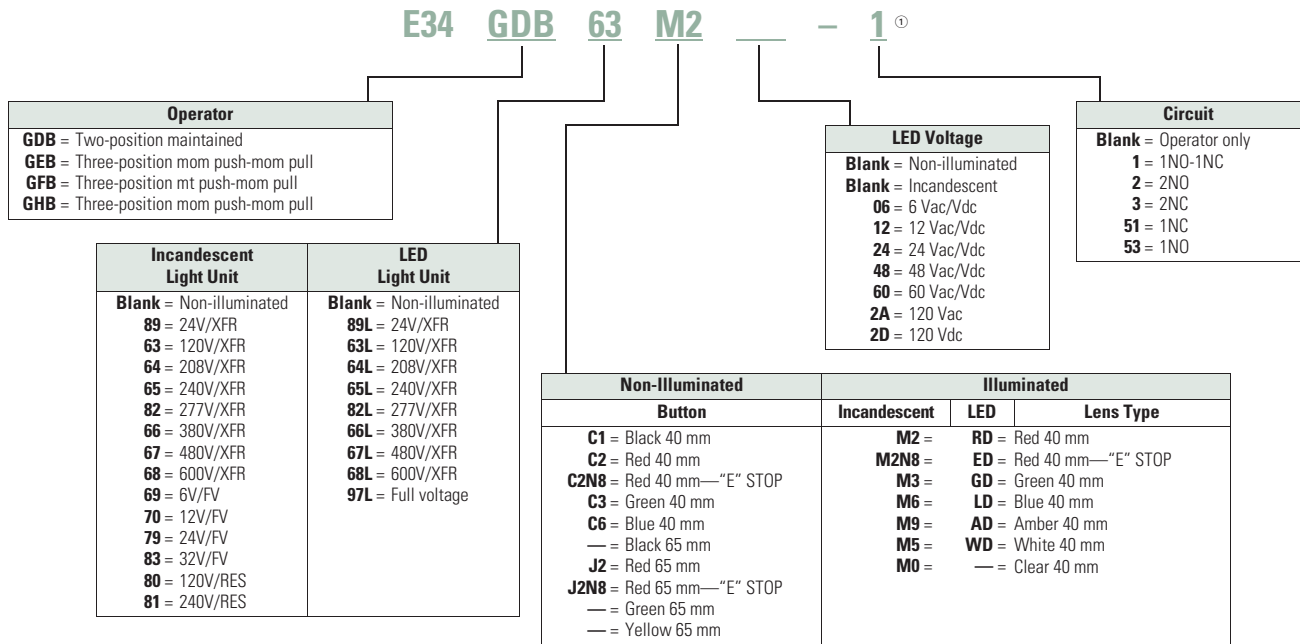 E34 GDB 63 M2 ___ – 1 ①
Operator
GDB = Two-position maintained
GEB = Three-position mom push-mom pull
GFB = Three-position mt push-mom pull
GHB = Three-position mom push-mom pull
Incandescent
Light Unit
Blank = Non-illuminated
89 = 24V/XFR
63 = 120V/XFR
64 = 208V/XFR
65 = 240V/XFR
82 = 277V/XFR
66 = 380V/XFR
67 = 480V/XFR
68 = 600V/XFR
69 = 6V/FV
70 = 12V/FV
79 = 24V/FV
83 = 32V/FV
80 = 120V/RES
81 = 240V/RES
LED
Light Unit
Blank = Non-illuminated
89L = 24V/XFR
63L = 120V/XFR
64L = 208V/XFR
65L = 240V/XFR
82L = 277V/XFR
66L = 380V/XFR
67L = 480V/XFR
68L = 600V/XFR
97L = Full voltage
Non-Illuminated
Button
C1 = Black 40 mm
C2 = Red 40 mm
C2N8 = Red 40 mm—“E” STOP
C3 = Green 40 mm
C6 = Blue 40 mm
— = Black 65 mm
J2 = Red 65 mm
J2N8 = Red 65 mm—“E” STOP
— = Green 65 mm
— = Yellow 65 mm
Illuminated
Incandescent LED Lens Type
M2 = RD = Red 40 mm
M2N8 = ED = Red 40 mm—“E” STOP
M3 = GD = Green 40 mm
M6 = LD = Blue 40 mm
M9 = AD = Amber 40 mm
M5 = WD = White 40 mm
M0 = — = Clear 40 mm
LED Voltage
Blank = Non-illuminated
Blank = Incandescent
06 = 6 Vac/Vdc
12 = 12 Vac/Vdc
24 = 24 Vac/Vdc
48 = 48 Vac/Vdc
60 = 60 Vac/Vdc
2A = 120 Vac
2D = 120 Vdc
Circuit
Blank = Operator only
1 = 1NO-1NC
2 = 2NO
3 = 2NC
51 = 1NC
53 = 1NO